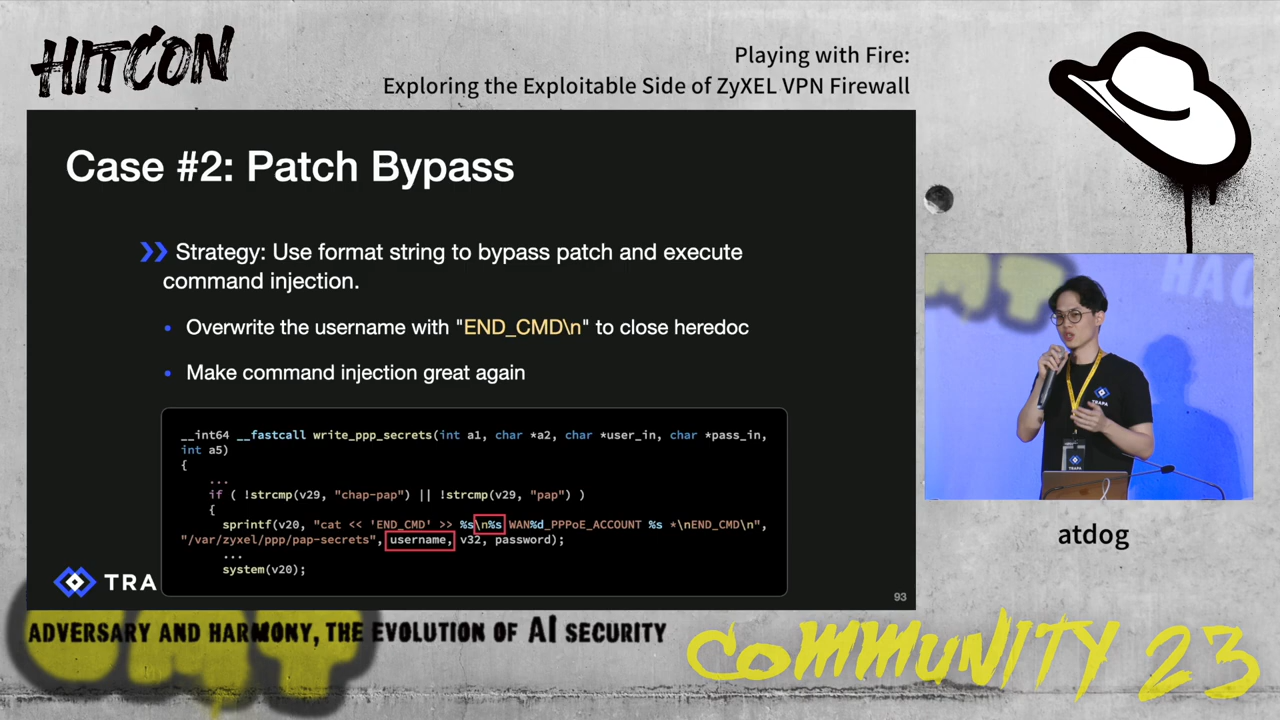 HITCON
Playing with Fire:
Exploring the Exploitable Side of ZyXEL VPN Firewall
Case #2: Patch Bypass
Strategy: Use format string to bypass patch and execute
command injection.
• Overwrite the username with "END_CMD\n" to close heredoc
• Make command injection great again
__int64 __fastcall write_ppp_secrets(int a1, char *a2, char *user_in, char *pass_in,
int a5)
{
...
if ( !strcmp(v29, "chap-pap") || !strcmp(v29, "pap") )
{
sprintf(v20, "cat << 'END_CMD' >> %s\n%s WAN%d_PPPoE_ACCOUNT %s *\nEND_CMD\n",
"/var/zyxel/ppp/pap-secrets", username, v32, password);
...
system(v20);
TRA
93
TRAPA
TRAPA
atdog
ADVERSARY AND HARMONY, THE EVOLUTION OF AI SECURITY
COMMUNITY 23